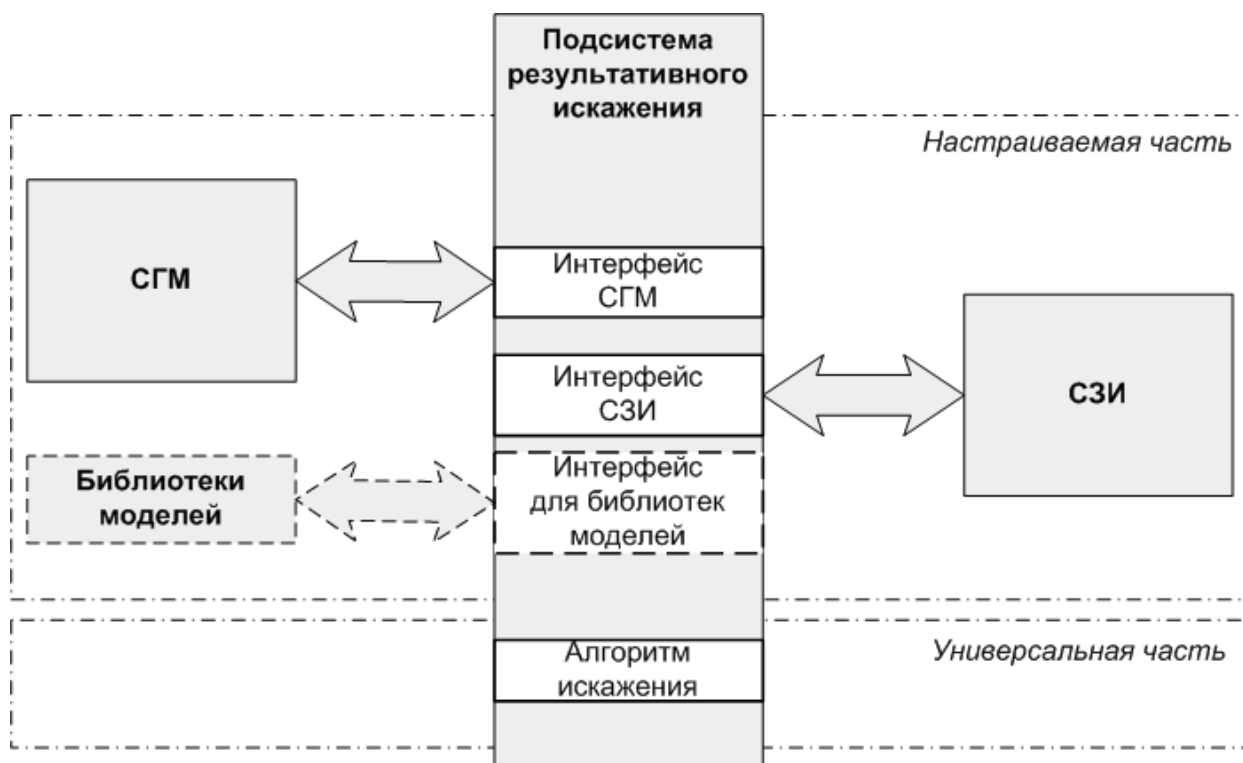 Подсистема
результативного
искажения
Настраиваемая часть
СГМ
Интерфейс
СГМ
Интерфейс
СЗИ
СЗИ
Библиотеки
моделей
Интерфейс
для библиотек
моделей
Универсальная часть
Алгоритм
искажения